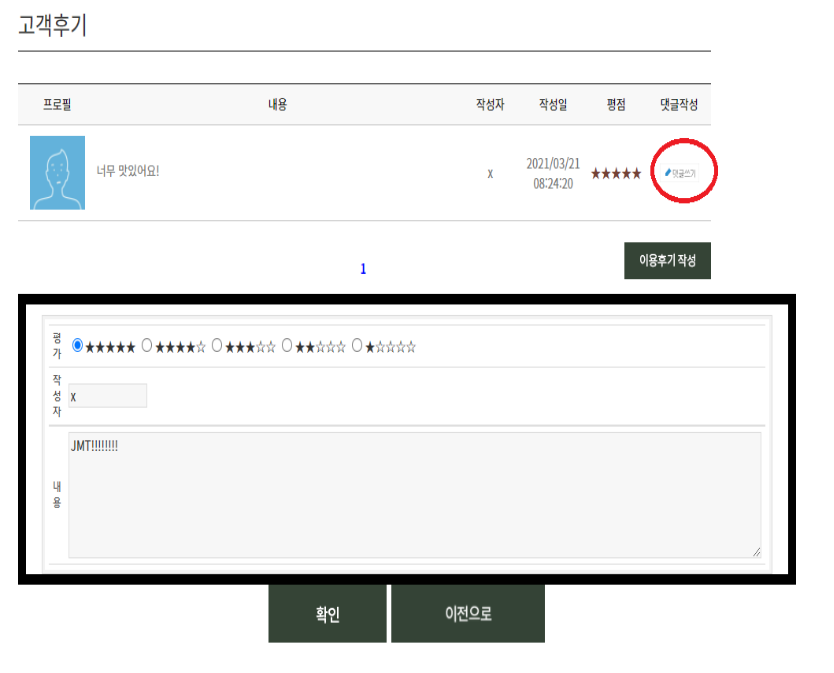 고객후기
프로필 내용 작성자 작성일 평점 댓글작성
너무 맛있어요! x 2021/03/21 08:24:20 ★★★★★ 댓글쓰기
1
이용후기 작성
평가 ★★★★★ ★★★★☆ ★★★☆☆ ★★☆☆☆ ★☆☆☆☆
작성자 x
내용 JMT!!!!!!!!
확인 이전으로